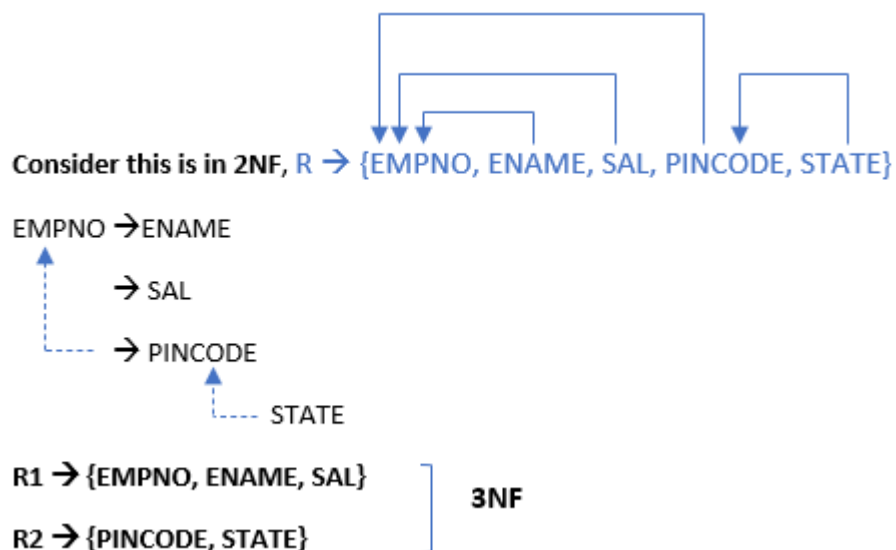 Consider this is in 2NF, R → {EMPNO, ENAME, SAL, PINCODE, STATE}
EMPNO → ENAME
→ SAL
→ PINCODE
STATE
R1 → {EMPNO, ENAME, SAL}
3NF
R2 → {PINCODE, STATE}